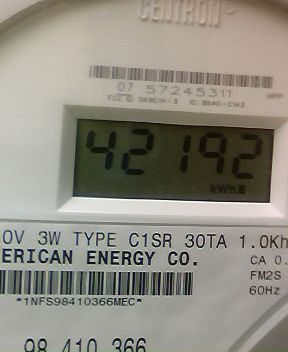 CENTRON®
07 57245311
42192
kWh
0V 3W TYPE C1SR 30TA 1.0Kh
ERICAN ENERGY CO.
CA 0.
FM2S
*1NFS98410366MEC*
60Hz
98 410 366